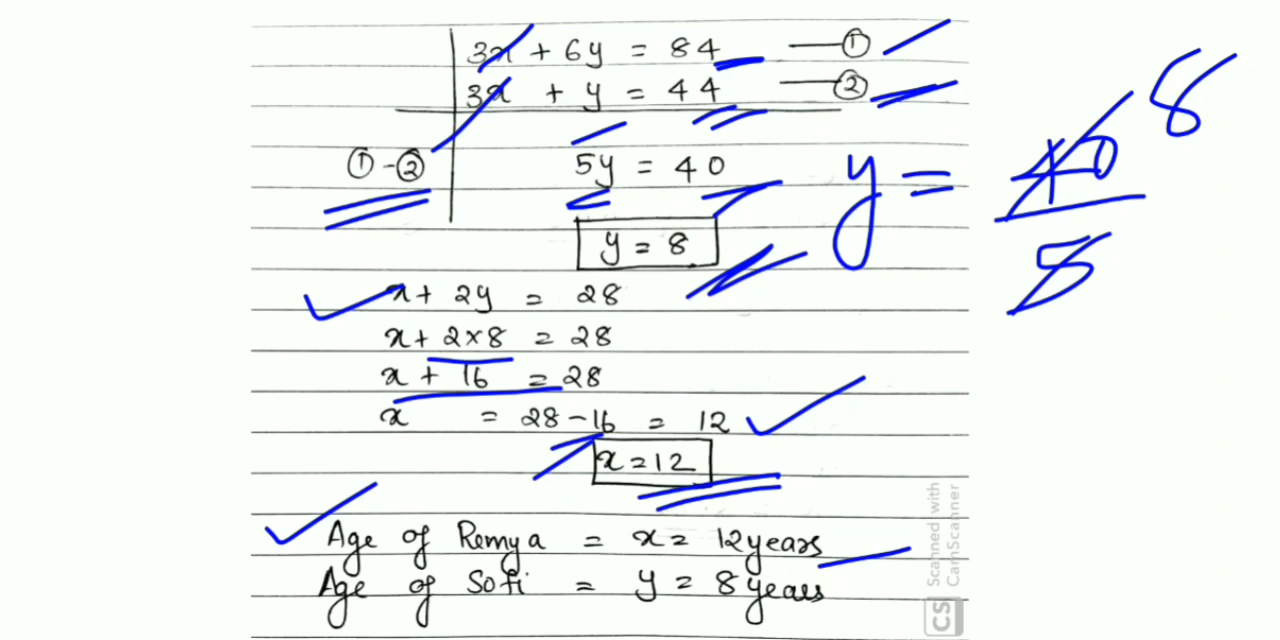 3x + 6y = 84 —①
3x + y = 44 —②
①-② 5y = 40
y = 8
y = 40/5 8
x + 2y = 28
x + 2×8 = 28
x + 16 = 28
x = 28-16 = 12
x = 12
Age of Remya = x = 12 years
Age of Sofi = y = 8 years
Scanned with
CamScanner
CS